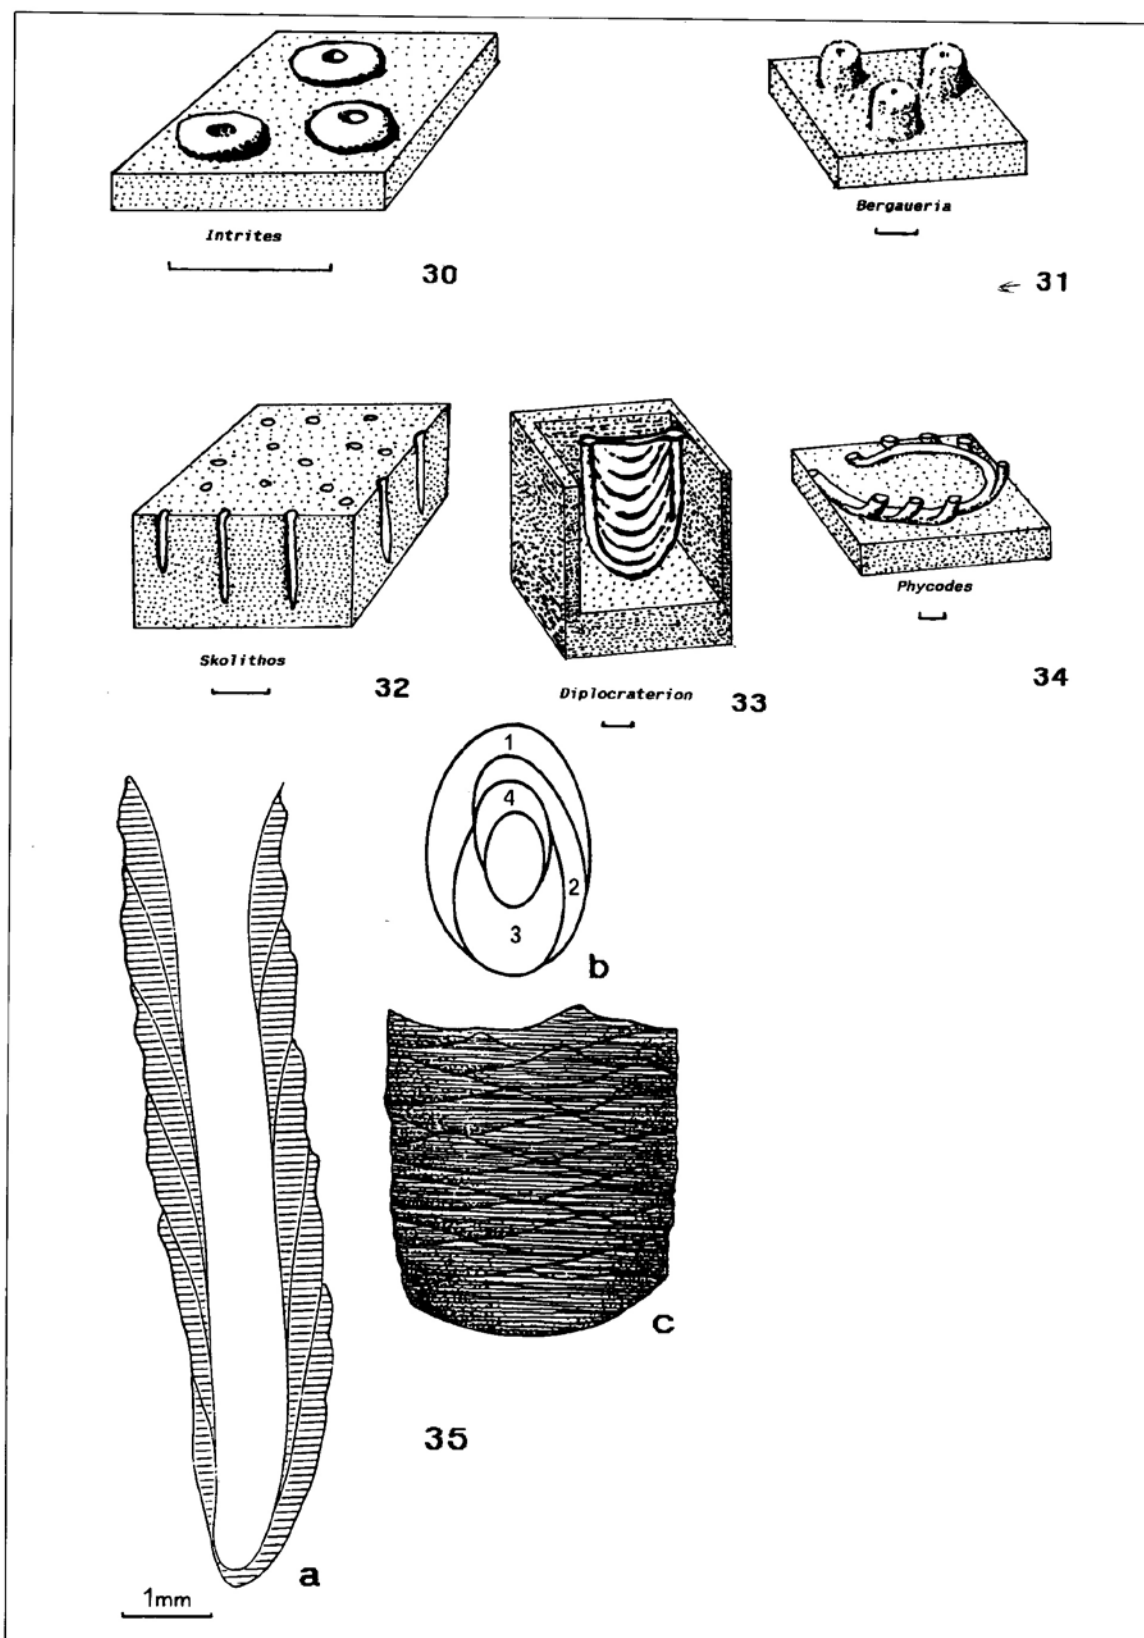 Intrites
30
Bergaueria
31
Skolithos
32
Diplocraterion
33
Phycodes
34
1
4
2
3
b
c
35
a
1mm